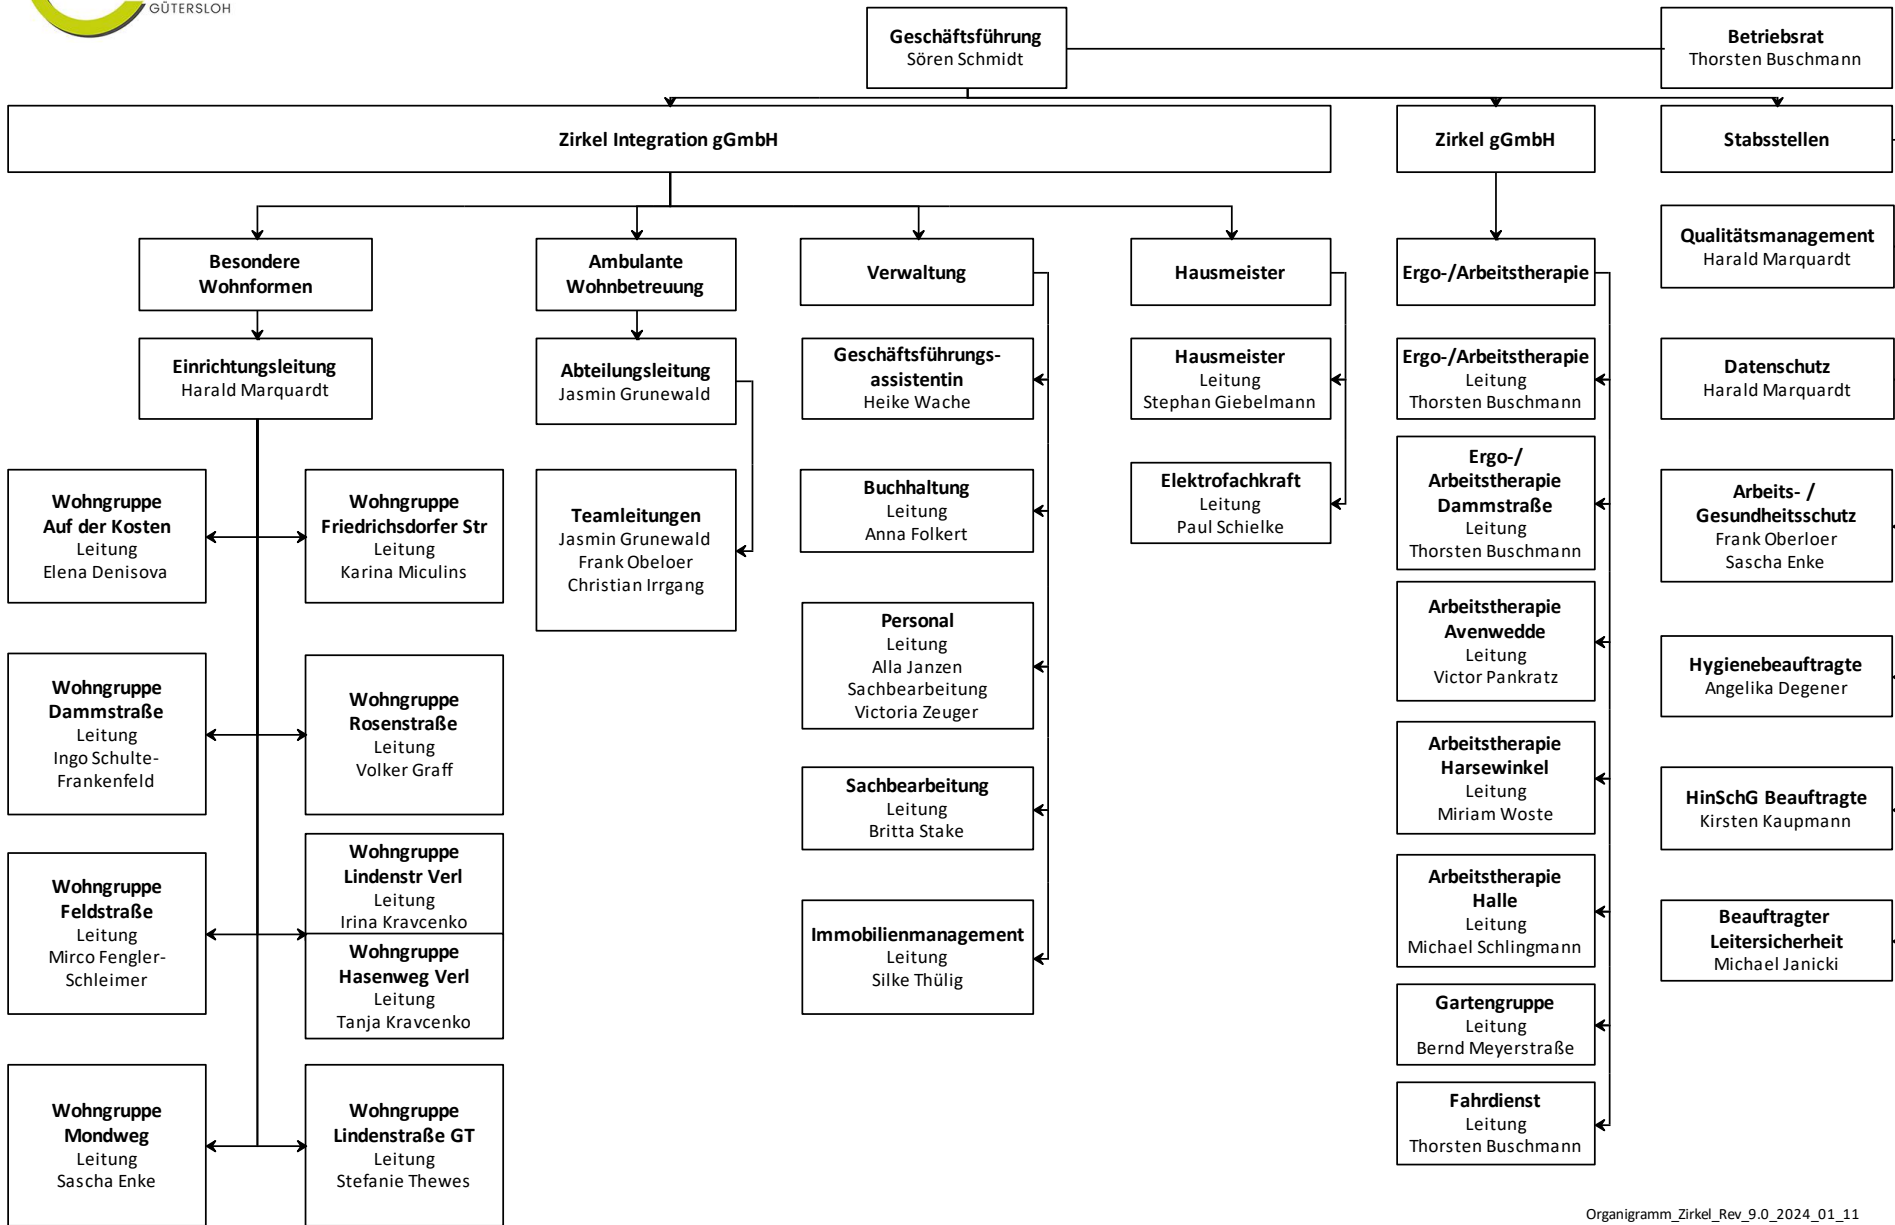 GÜTERSLOH
Geschäftsführung
Sören Schmidt
Betriebsrat
Thorsten Buschmann
Zirkel Integration gGmbH
Zirkel gGmbH
Stabsstellen
Besondere
Wohnformen
Ambulante
Wohnbetreuung
Verwaltung
Hausmeister
Ergo-/Arbeitstherapie
Qualitätsmanagement
Harald Marquardt
Einrichtungsleitung
Harald Marquardt
Abteilungsleitung
Jasmin Grunewald
Geschäftsführungs-
assistentin
Heike Wache
Hausmeister
Leitung
Stephan Giebelmann
Ergo-/Arbeitstherapie
Leitung
Thorsten Buschmann
Datenschutz
Harald Marquardt
Wohngruppe
Auf der Kosten
Leitung
Elena Denisova
Wohngruppe
Friedrichsdorfer Str
Leitung
Karina Miculins
Teamleitungen
Jasmin Grunewald
Frank Obeloer
Christian Irrgang
Buchhaltung
Leitung
Anna Folkert
Elektrofachkraft
Leitung
Paul Schielke
Ergo-/
Arbeitstherapie
Dammstraße
Leitung
Thorsten Buschmann
Arbeits- /
Gesundheitsschutz
Frank Oberloer
Sascha Enke
Wohngruppe
Dammstraße
Leitung
Ingo Schulte-
Frankenfeld
Wohngruppe
Rosenstraße
Leitung
Volker Graff
Personal
Leitung
Alla Janzen
Sachbearbeitung
Victoria Zeuger
Arbeitstherapie
Avenwedde
Leitung
Victor Pankratz
Hygienebeauftragte
Angelika Degener
Wohngruppe
Feldstraße
Leitung
Mirco Fengler-
Schleimer
Wohngruppe
Lindenstr Verl
Leitung
Irina Kravcenko
Wohngruppe
Hasenweg Verl
Leitung
Tanja Kravcenko
Sachbearbeitung
Leitung
Britta Stake
Arbeitstherapie
Harsewinkel
Leitung
Miriam Woste
HinSchG Beauftragte
Kirsten Kaupmann
Immobilienmanagement
Leitung
Silke Thülig
Arbeitstherapie
Halle
Leitung
Michael Schlingmann
Beauftragter
Leitersicherheit
Michael Janicki
Wohngruppe
Mondweg
Leitung
Sascha Enke
Wohngruppe
Lindenstraße GT
Leitung
Stefanie Thewes
Gartengruppe
Leitung
Bernd Meyerstraße
Fahrdienst
Leitung
Thorsten Buschmann
Organigramm_Zirkel_Rev_9.0_2024_01_11